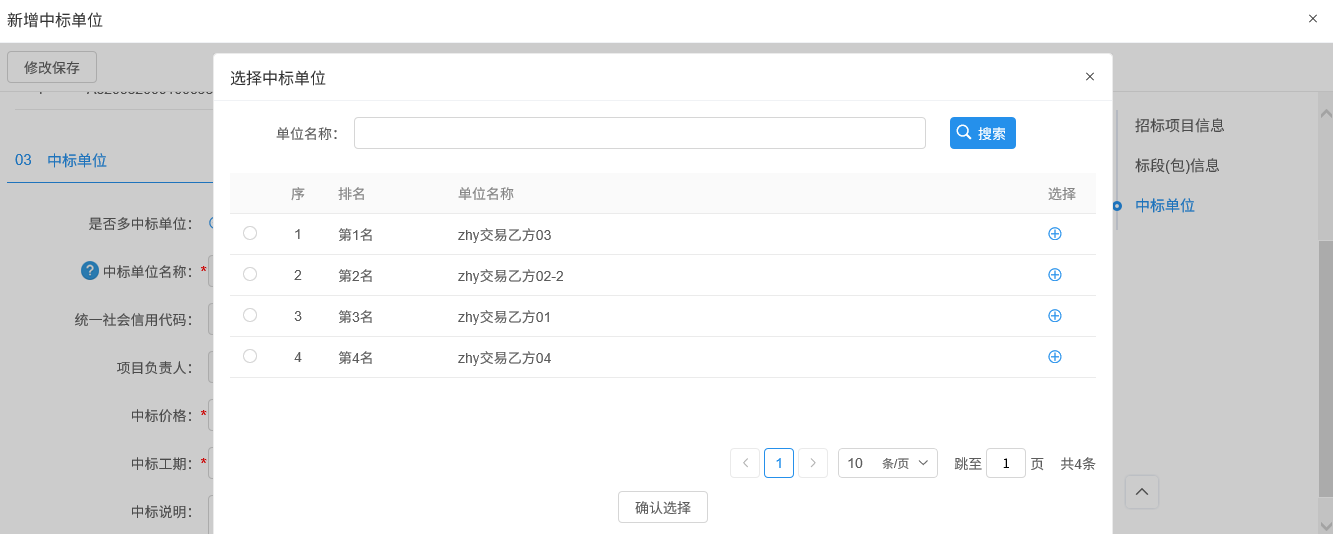 新增中标单位
修改保存
选择中标单位
单位名称:
搜索
序 排名 单位名称 选择
1 第1名 zhy交易乙方03
2 第2名 zhy交易乙方02-2
3 第3名 zhy交易乙方01
4 第4名 zhy交易乙方04
1 10 条/页 跳至 1 页 共4条
确认选择
03 中标单位
是否多中标单位:
? 中标单位名称: *
统一社会信用代码:
项目负责人:
中标价格: *
中标工期: *
中标说明:
招标项目信息
标段(包)信息
中标单位